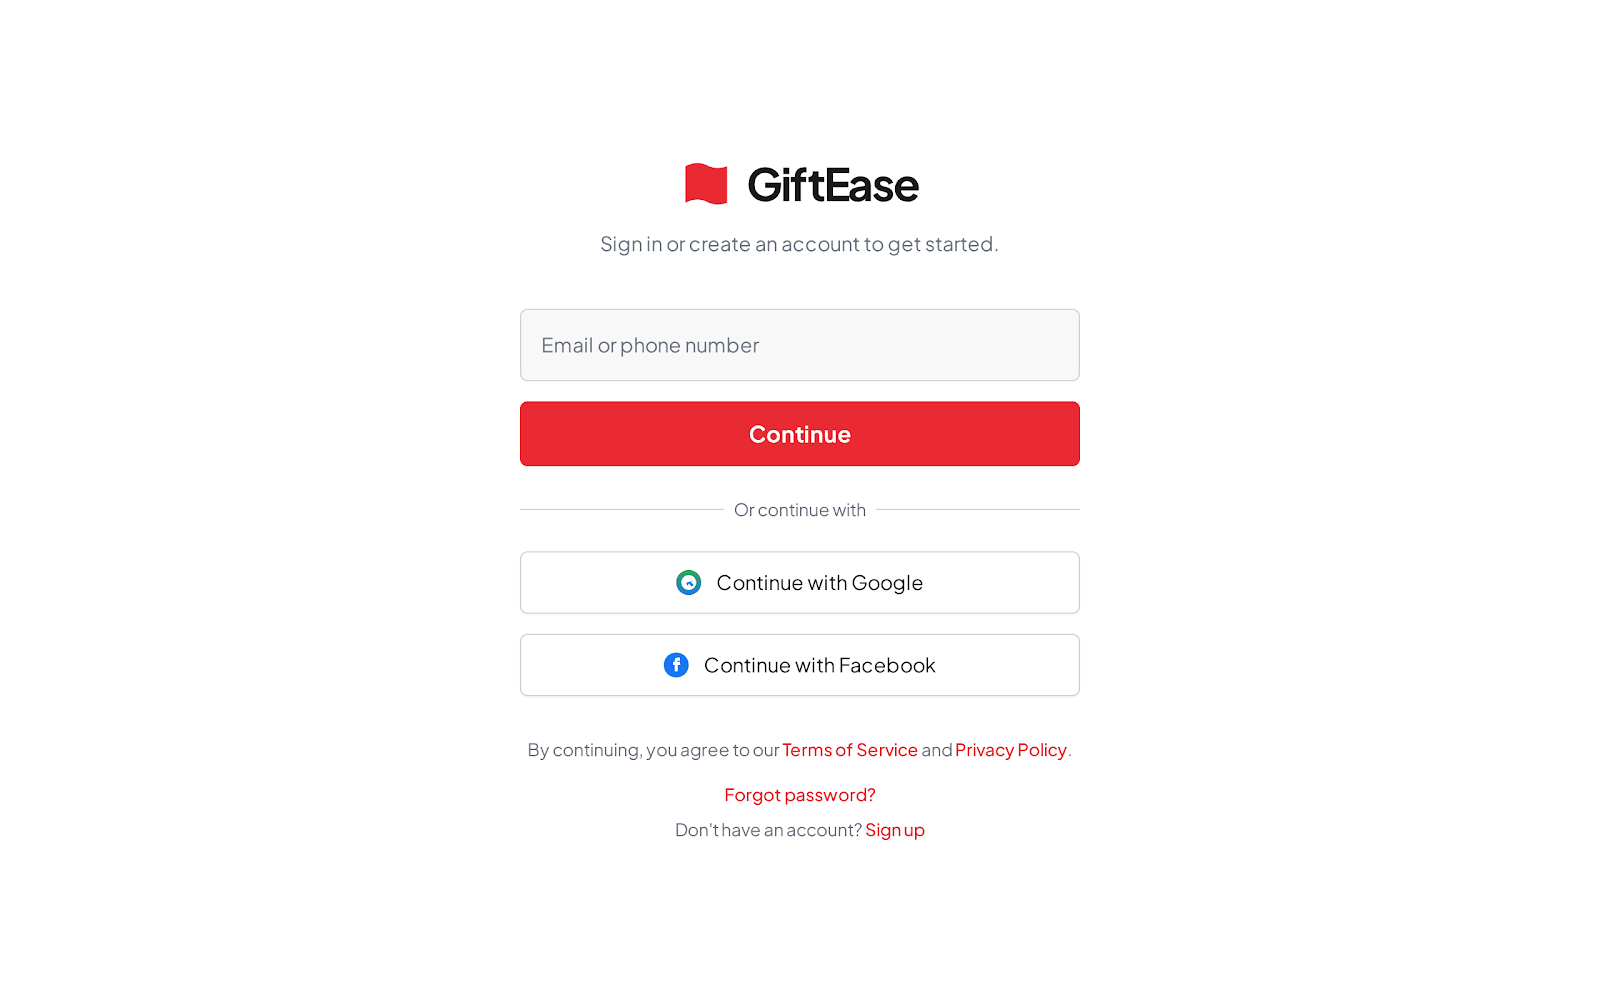 GiftEase
Sign in or create an account to get started.
Email or phone number
Continue
Or continue with
Continue with Google
Continue with Facebook
By continuing, you agree to our Terms of Service and Privacy Policy.
Forgot password?
Don't have an account? Sign up